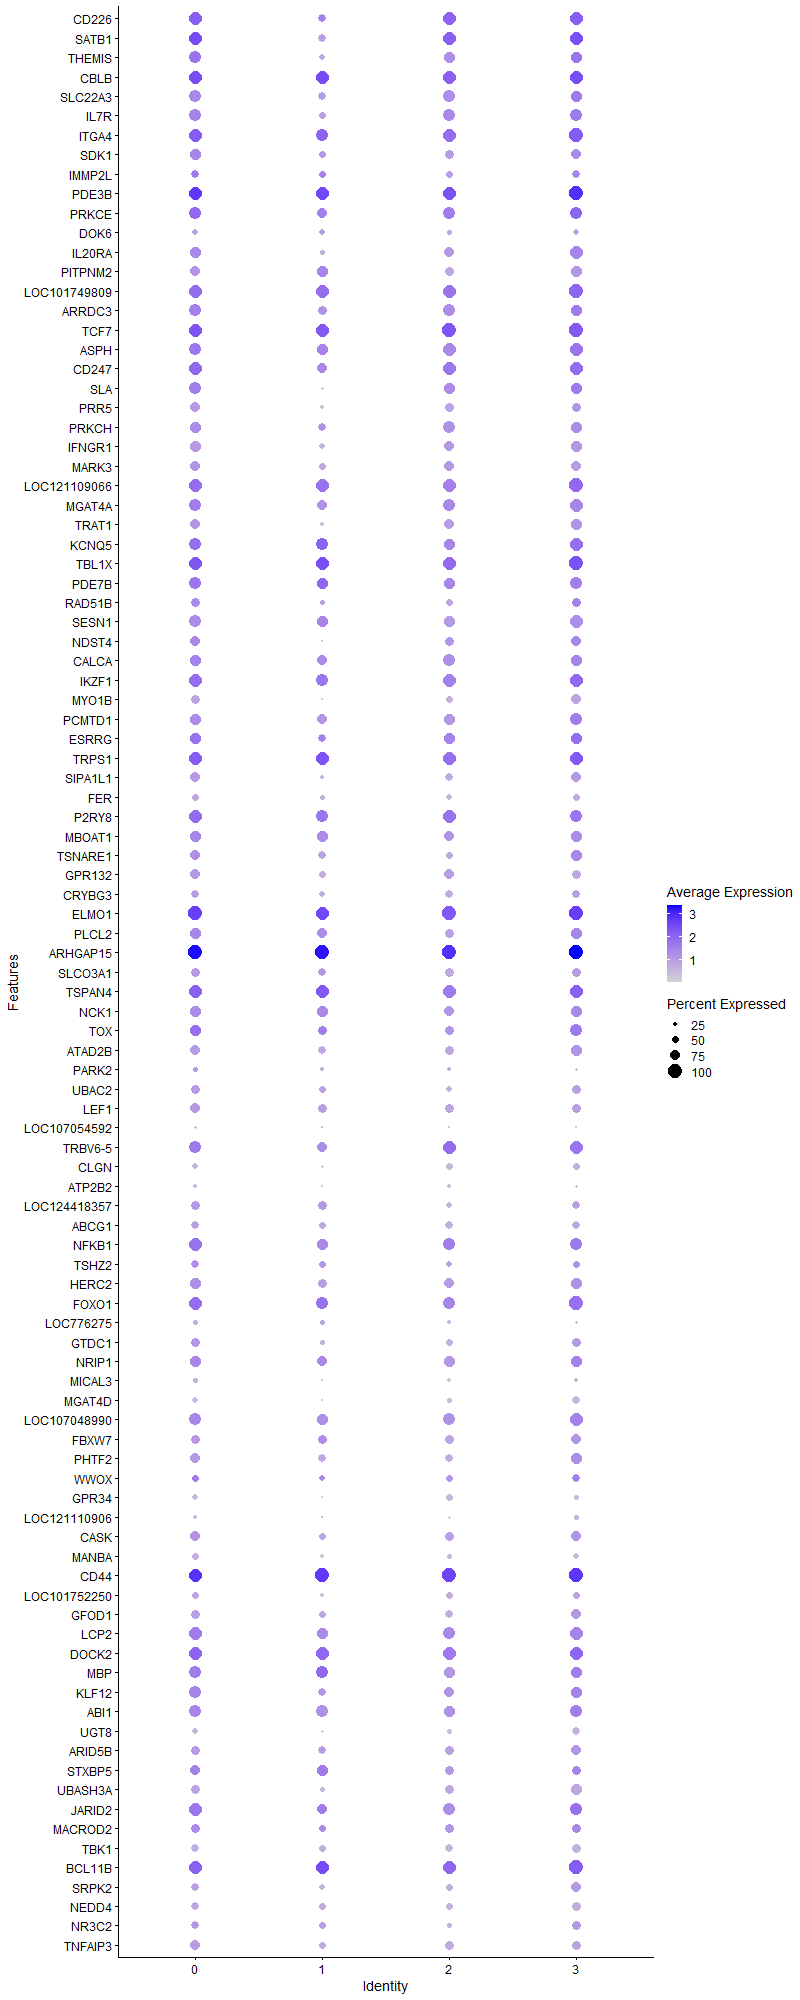 CD226
SATB1
THEMIS
CBLB
SLC22A3
IL7R
ITGA4
SDK1
IMMP2L
PDE3B
PRKCE
DOK6
IL20RA
PITPNM2
LOC101749809
ARRDC3
TCF7
ASPH
CD247
SLA
PRR5
PRKCH
IFNGR1
MARK3
LOC121109066
MGAT4A
TRAT1
KCNQ5
TBL1X
PDE7B
RAD51B
SESN1
NDST4
CALCA
IKZF1
MYO1B
PCMTD1
ESRRG
TRPS1
SIPA1L1
FER
P2RY8
MBOAT1
TSNARE1
GPR132
CRYBG3
ELMO1
PLCL2
ARHGAP15
SLCO3A1
TSPAN4
NCK1
TOX
ATAD2B
PARK2
UBAC2
LEF1
LOC107054592
TRBV6-5
CLGN
ATP2B2
LOC124418357
ABCG1
NFKB1
TSHZ2
HERC2
FOXO1
LOC776275
GTDC1
NRIP1
MICAL3
MGAT4D
LOC107048990
FBXW7
PHTF2
WWOX
GPR34
LOC121110906
CASK
MANBA
CD44
LOC101752250
GFOD1
LCP2
DOCK2
MBP
KLF12
ABI1
UGT8
ARID5B
STXBP5
UBASH3A
JARID2
MACROD2
TBK1
BCL11B
SRPK2
NEDD4
NR3C2
TNFAIP3
Features
0 1 2 3
Identity
Average Expression
3
2
1
Percent Expressed
25
50
75
100